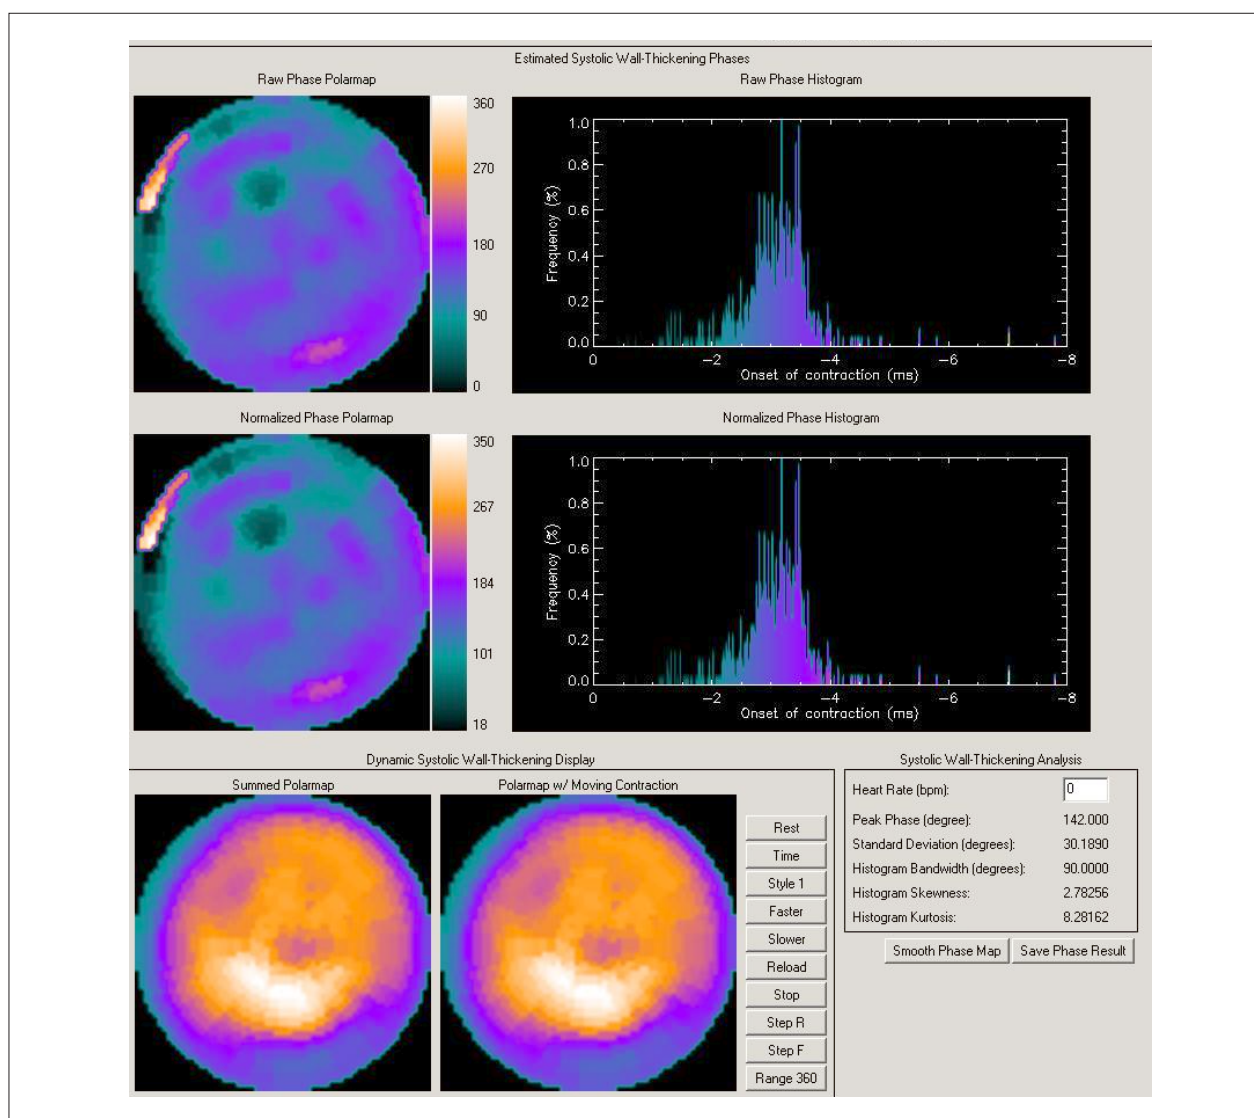 Estimated Systolic Wall-Thickening Phases
Raw Phase Polarmap
360
270
180
90
0
Raw Phase Histogram
1.0
0.8
0.6
0.4
0.2
0.0
Frequency (%)
0
−2
−4
−6
−8
Onset of contraction (ms)
Normalized Phase Polarmap
350
267
184
101
18
Normalized Phase Histogram
1.0
0.8
0.6
0.4
0.2
0.0
Frequency (%)
0
−2
−4
−6
−8
Onset of contraction (ms)
Dynamic Systolic Wall-Thickening Display
Summed Polarmap
Polarmap w/ Moving Contraction
Rest
Time
Style 1
Faster
Slower
Reload
Stop
Step R
Step F
Range 360
Systolic Wall-Thickening Analysis
Heart Rate (bpm): 0
Peak Phase (degree): 142.000
Standard Deviation (degrees): 30.1890
Histogram Bandwidth (degrees): 90.0000
Histogram Skewness: 2.78256
Histogram Kurtosis: 8.28162
Smooth Phase Map
Save Phase Result